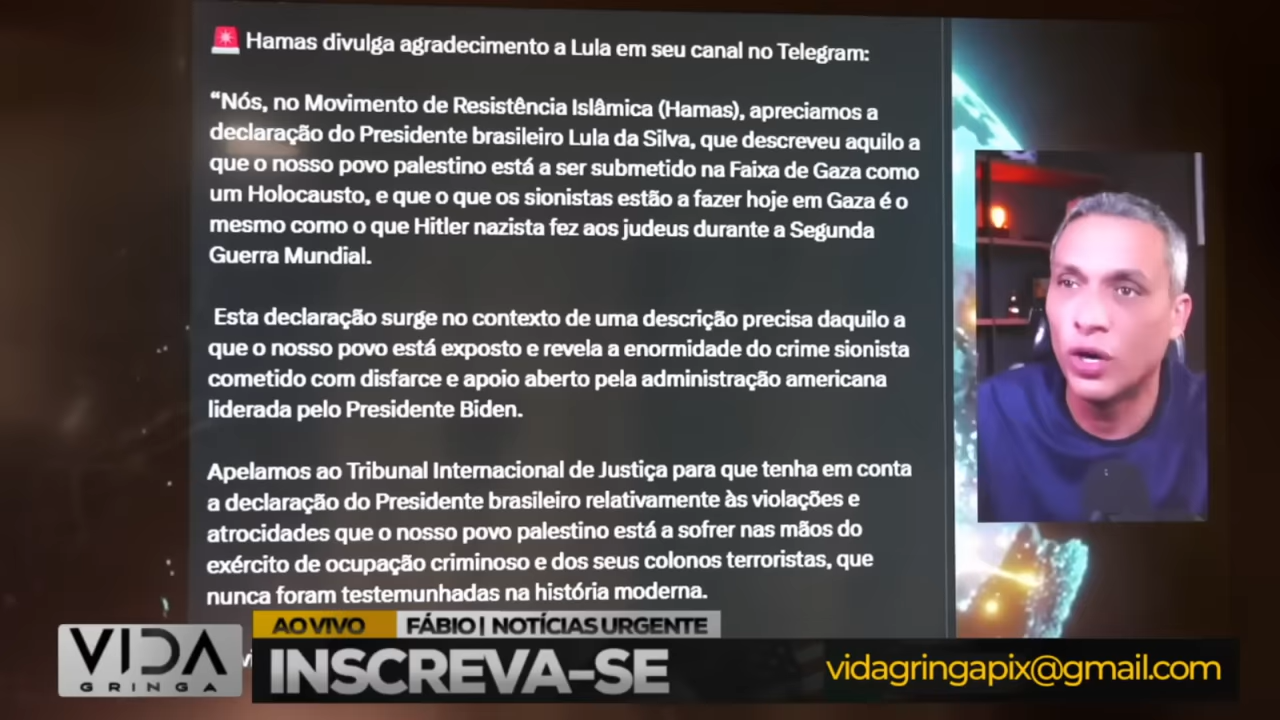 Hamas divulga agradecimento a Lula em seu canal no Telegram:
“Nós, no Movimento de Resistência Islâmica (Hamas), apreciamos a
declaração do Presidente brasileiro Lula da Silva, que descreveu aquilo a
que o nosso povo palestino está a ser submetido na Faixa de Gaza como
um Holocausto, e que o que os sionistas estão a fazer hoje em Gaza é o
mesmo como o que Hitler nazista fez aos judeus durante a Segunda
Guerra Mundial.
Esta declaração surge no contexto de uma descrição precisa daquilo a
que o nosso povo está exposto e revela a enormidade do crime sionista
cometido com disfarce e apoio aberto pela administração americana
liderada pelo Presidente Biden.
Apelamos ao Tribunal Internacional de Justiça para que tenha em conta
a declaração do Presidente brasileiro relativamente às violações e
atrocidades que o nosso povo palestino está a sofrer nas mãos do
exército de ocupação criminoso e dos seus colonos terroristas, que
nunca foram testemunhadas na história moderna.
AO VIVO FÁBIO | NOTÍCIAS URGENTE
VIDA
GRINGA
INSCREVA-SE
vidagringapix@gmail.com